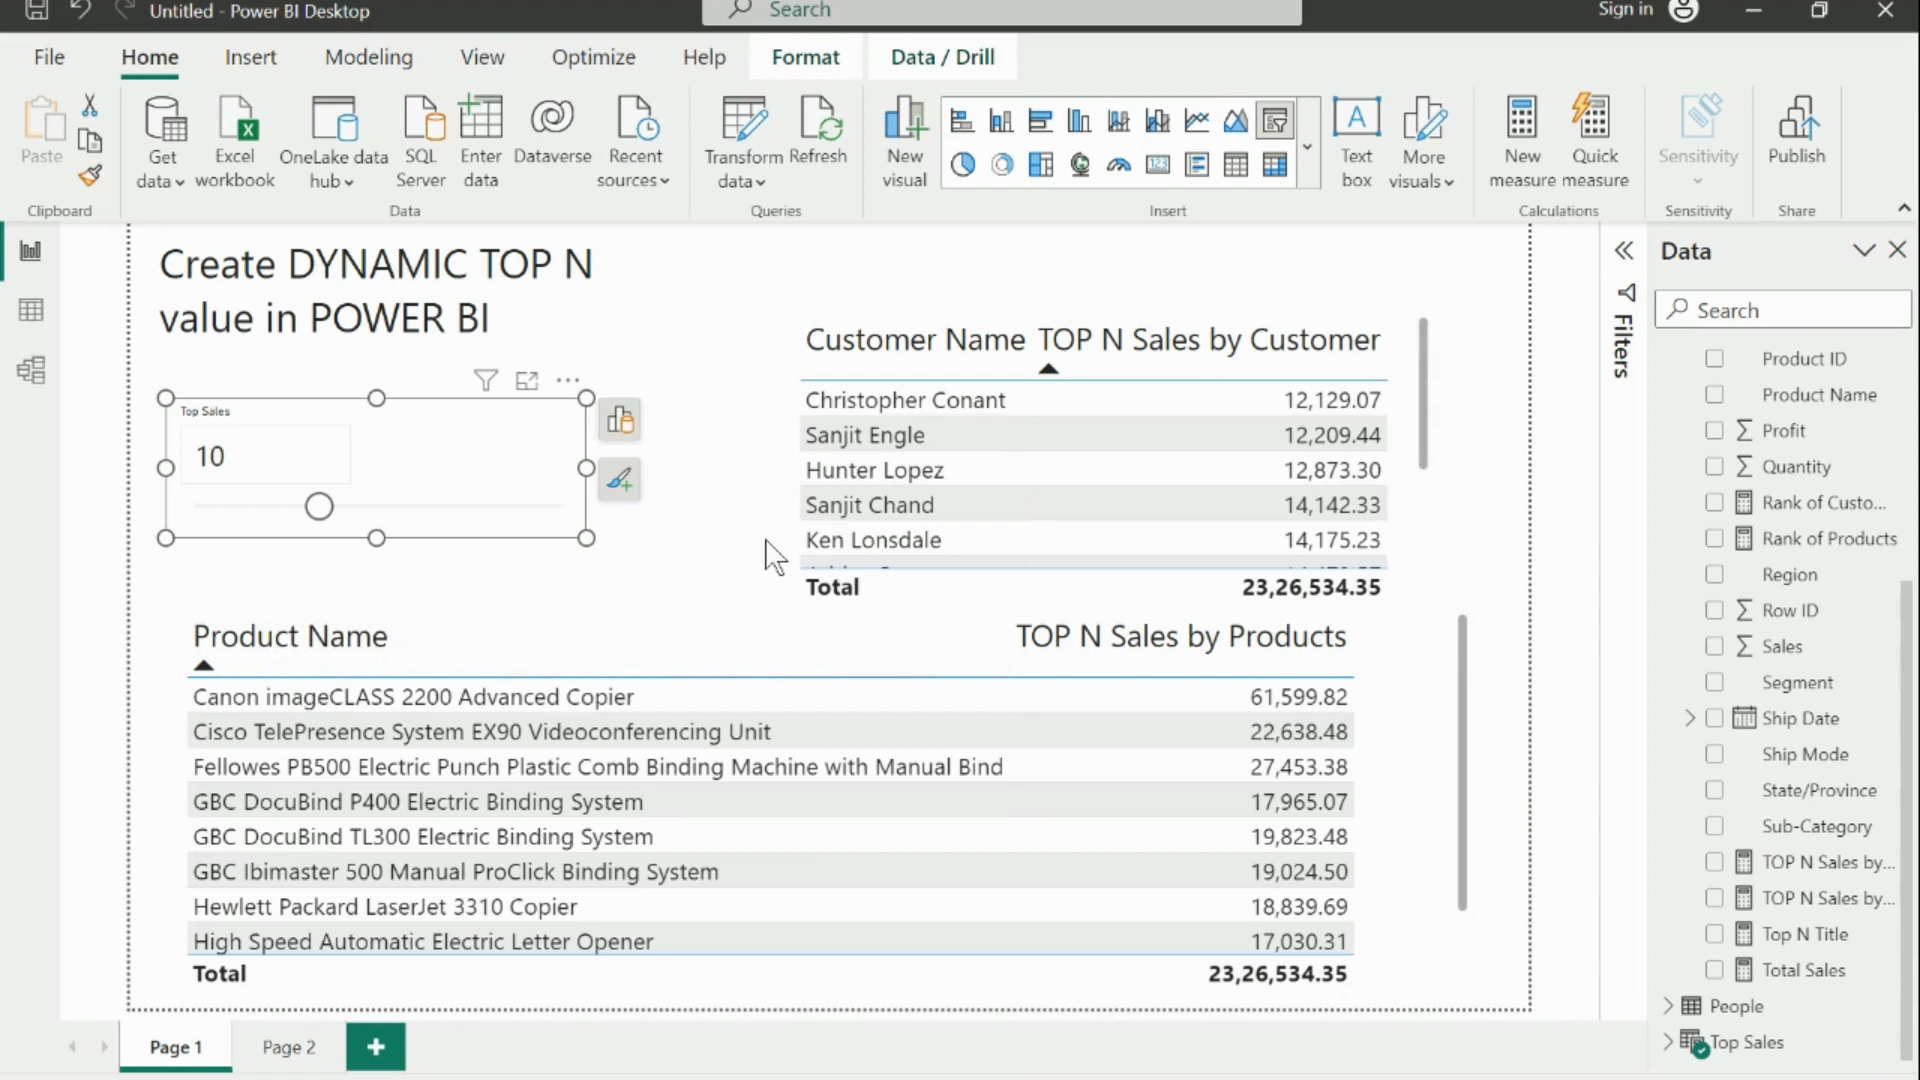 Untitled - Power BI Desktop
Search
Sign in
File
Home
Insert
Modeling
View
Optimize
Help
Format
Data / Drill
Paste
Get
data
Excel
workbook
OneLake data
hub
SQL
Server
Enter
data
Dataverse
Recent
sources
Transform
data
Refresh
New
visual
123
A
Text
box
More
visuals
New
measure
Quick
measure
Sensitivity
Publish
Clipboard
Data
Queries
Insert
Calculations
Sensitivity
Share
Create DYNAMIC TOP N
value in POWER BI
Top Sales
10
Customer Name TOP N Sales by Customer
Christopher Conant 12,129.07
Sanjit Engle 12,209.44
Hunter Lopez 12,873.30
Sanjit Chand 14,142.33
Ken Lonsdale 14,175.23
Total 23,26,534.35
Product Name TOP N Sales by Products
Canon imageCLASS 2200 Advanced Copier 61,599.82
Cisco TelePresence System EX90 Videoconferencing Unit 22,638.48
Fellowes PB500 Electric Punch Plastic Comb Binding Machine with Manual Bind 27,453.38
GBC DocuBind P400 Electric Binding System 17,965.07
GBC DocuBind TL300 Electric Binding System 19,823.48
GBC Ibimaster 500 Manual ProClick Binding System 19,024.50
Hewlett Packard LaserJet 3310 Copier 18,839.69
High Speed Automatic Electric Letter Opener 17,030.31
Total 23,26,534.35
Page 1
Page 2
Filters
Data
Search
Product ID
Product Name
Profit
Quantity
Rank of Custo...
Rank of Products
Region
Row ID
Sales
Segment
Ship Date
Ship Mode
State/Province
Sub-Category
TOP N Sales by...
TOP N Sales by...
Top N Title
Total Sales
People
Top Sales